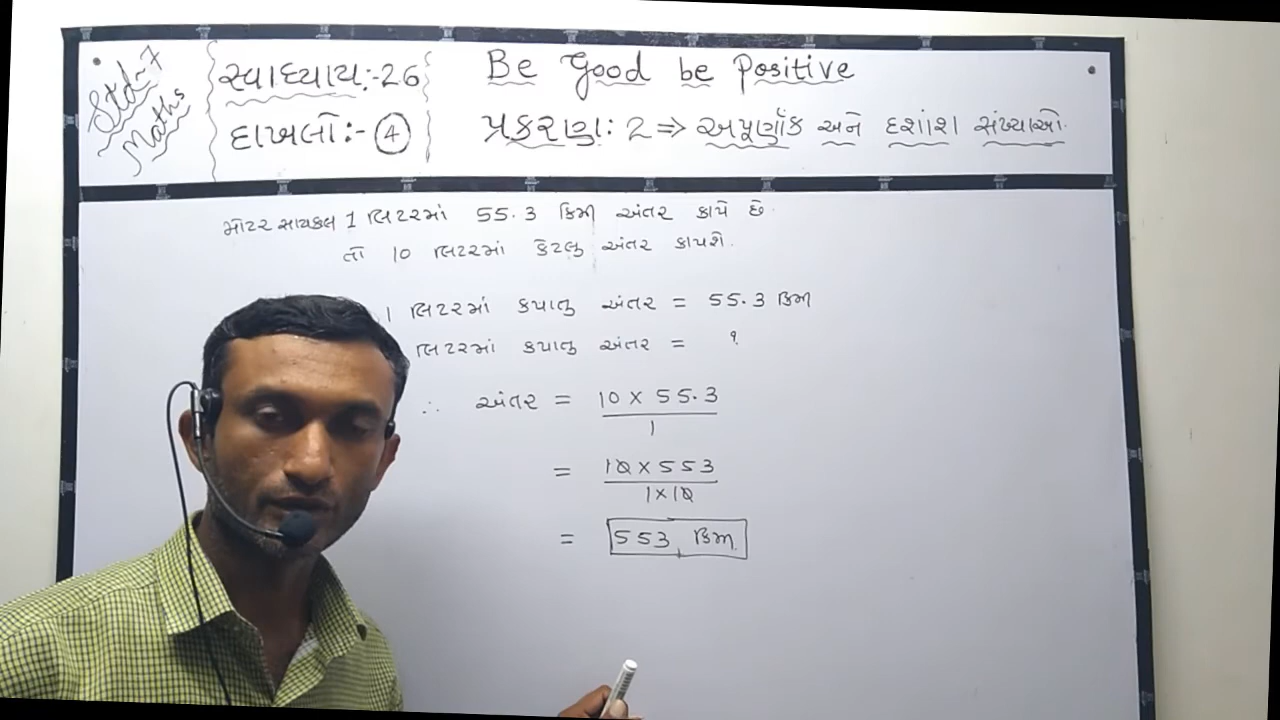 Std-7
Maths
સ્વાધ્યાય:-26
દાખલો:- 4
Be Good be Positive
પ્રકરણ: 2 ⇒ અપૂર્ણાંક અને દશાંશ સંખ્યાઓ.
મોટર સાયકલ 1 લિટરમાં 55.3 કિમી અંતર કાપે છે.
તો 10 લિટરમાં કેટલુ અંતર કાપશે.
1 લિટરમાં કપાતુ અંતર = 55.3 કિમી
લિટરમાં કપાતુ અંતર = ?
∴ અંતર = 10 × 55.3
1
= 10 × 553
1 × 10
= 553 કિમી